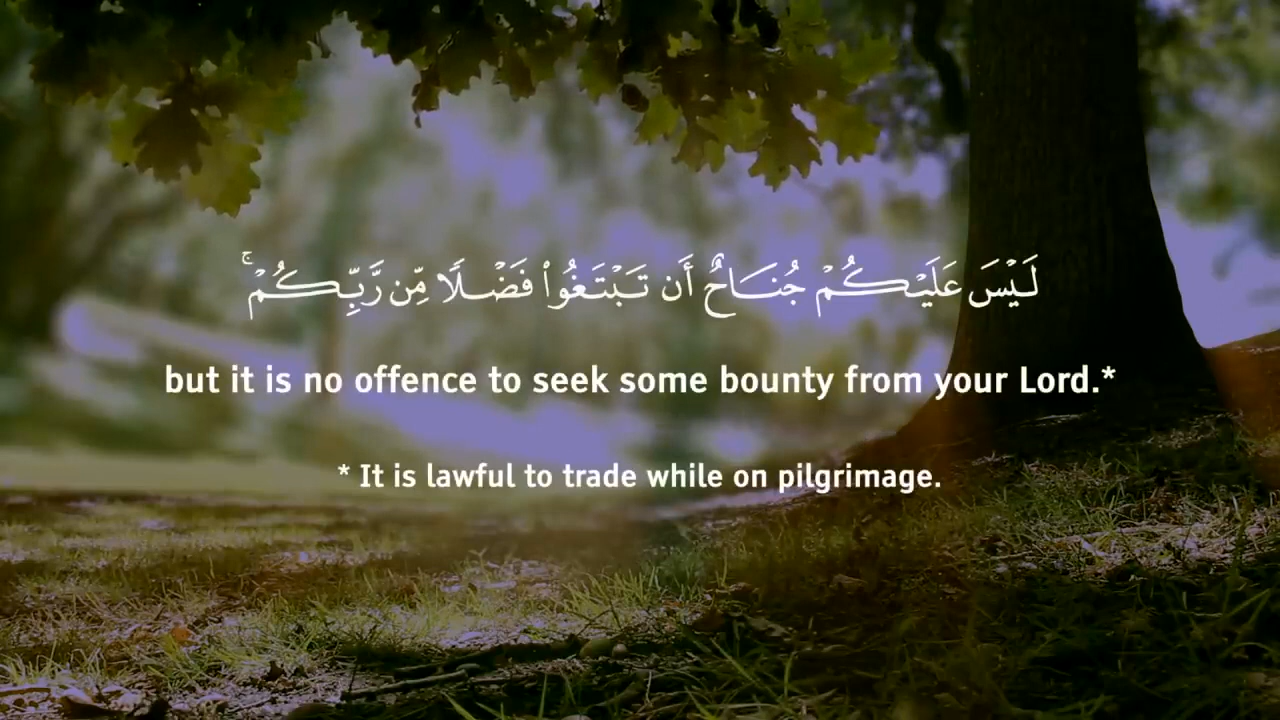 لَيْسَ عَلَيْكُمْ جُنَاحٌ أَن تَبْتَغُوا۟ فَضْلًا مِّن رَّبِّكُمْ ۚ
but it is no offence to seek some bounty from your Lord.*
* It is lawful to trade while on pilgrimage.